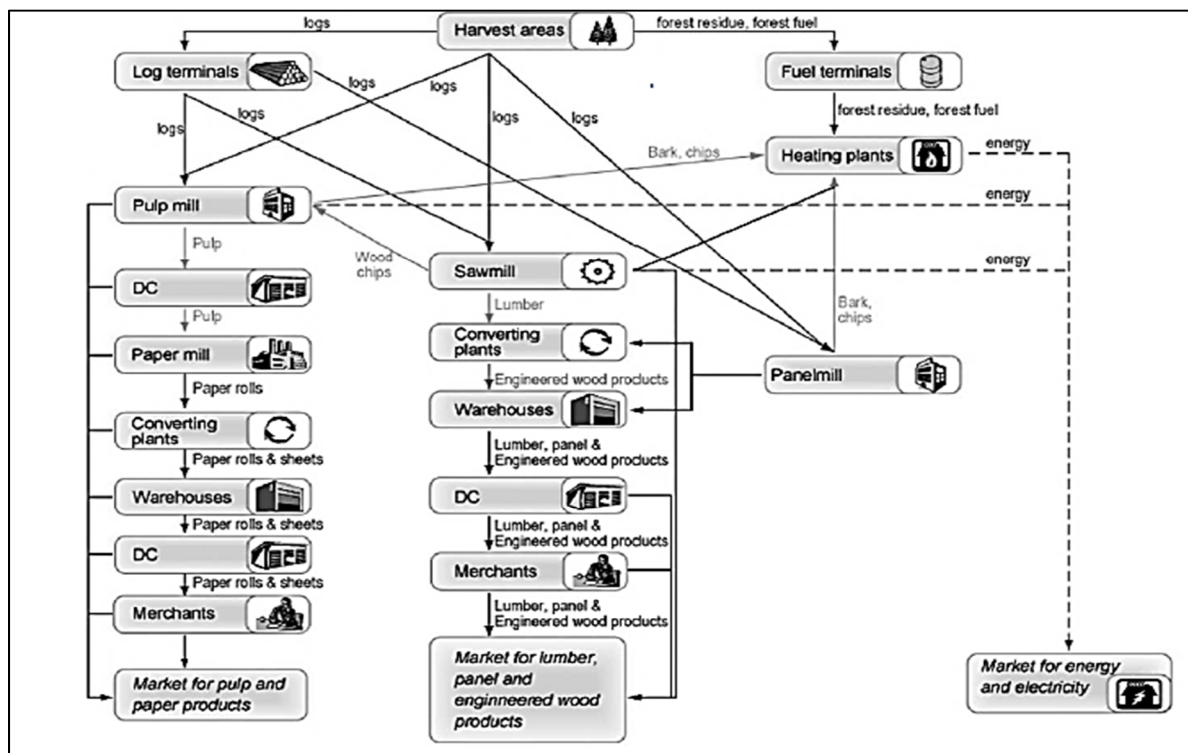 Harvest areas
logs
forest residue, forest fuel
Log terminals
Fuel terminals
logs
logs
logs
logs
logs
logs
forest residue, forest fuel
Bark, chips
Heating plants
energy
Pulp mill
energy
Pulp
Wood
chips
Sawmill
energy
DC
Lumber
Bark,
chips
Pulp
Paper mill
Converting
plants
Panelmill
Paper rolls
Engineered wood products
Warehouses
Converting
plants
Paper rolls & sheets
Lumber, panel &
Engineered wood products
Warehouses
DC
Paper rolls & sheets
Lumber, panel &
Engineered wood products
DC
Merchants
Paper rolls & sheets
Lumber, panel &
Engineered wood products
Merchants
Market for pulp and
paper products
Market for lumber,
panel and
enginneered wood
products
Market for energy
and electricity